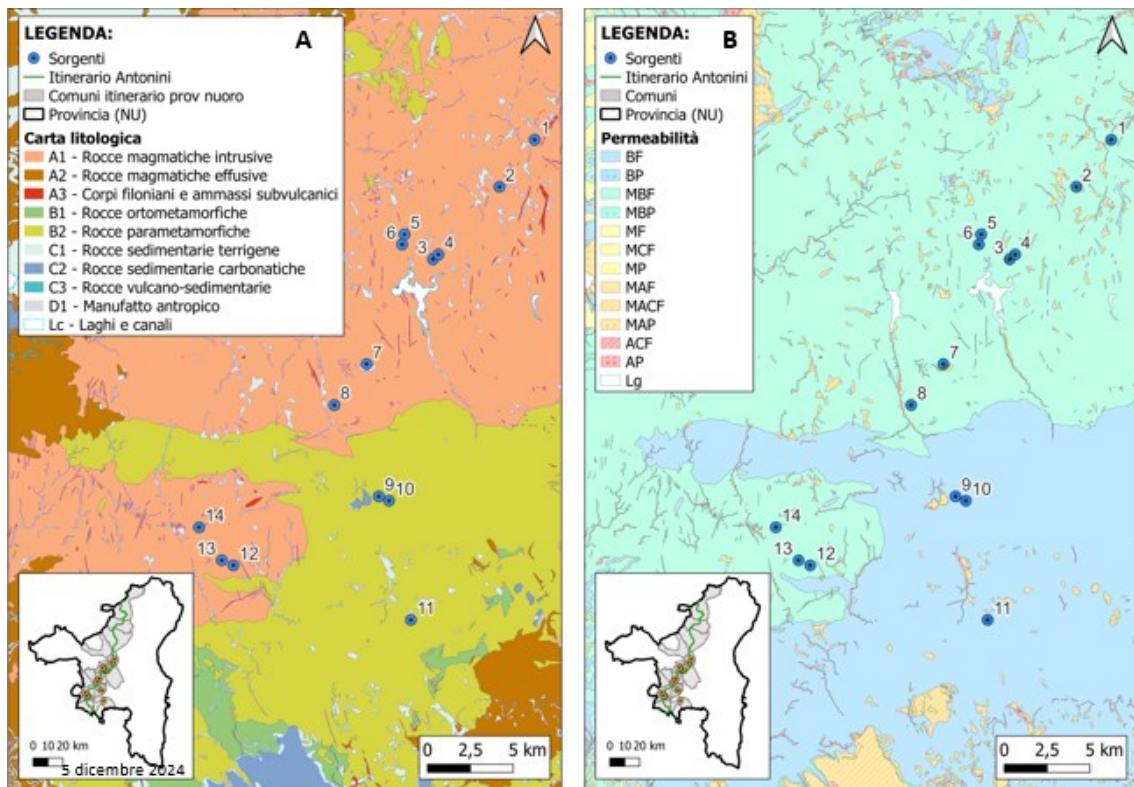 LEGENDA:
A
Sorgenti
Itinerario Antonini
Comuni itinerario prov nuoro
Provincia (NU)
Carta litologica
A1 - Rocce magmatiche intrusive
A2 - Rocce magmatiche effusive
A3 - Corpi filoniani e ammassi subvulcanici
B1 - Rocce ortometamorfiche
B2 - Rocce parametamorfiche
C1 - Rocce sedimentarie terrigene
C2 - Rocce sedimentarie carbonatiche
C3 - Rocce vulcano-sedimentarie
D1 - Manufatto antropico
Lc - Laghi e canali
1
2
5
6
3
4
7
8
9
10
14
13
12
11
0 10 20 km
5 dicembre 2024
0 2,5 5 km
LEGENDA:
B
Sorgenti
Itinerario Antonini
Comuni
Provincia (NU)
Permeabilità
BF
BP
MBF
MBP
MF
MCF
MP
MAF
MACF
MAP
ACF
AP
Lg
1
2
5
6
3
4
7
8
9
10
14
13
12
11
0 10 20 km
0 2,5 5 km